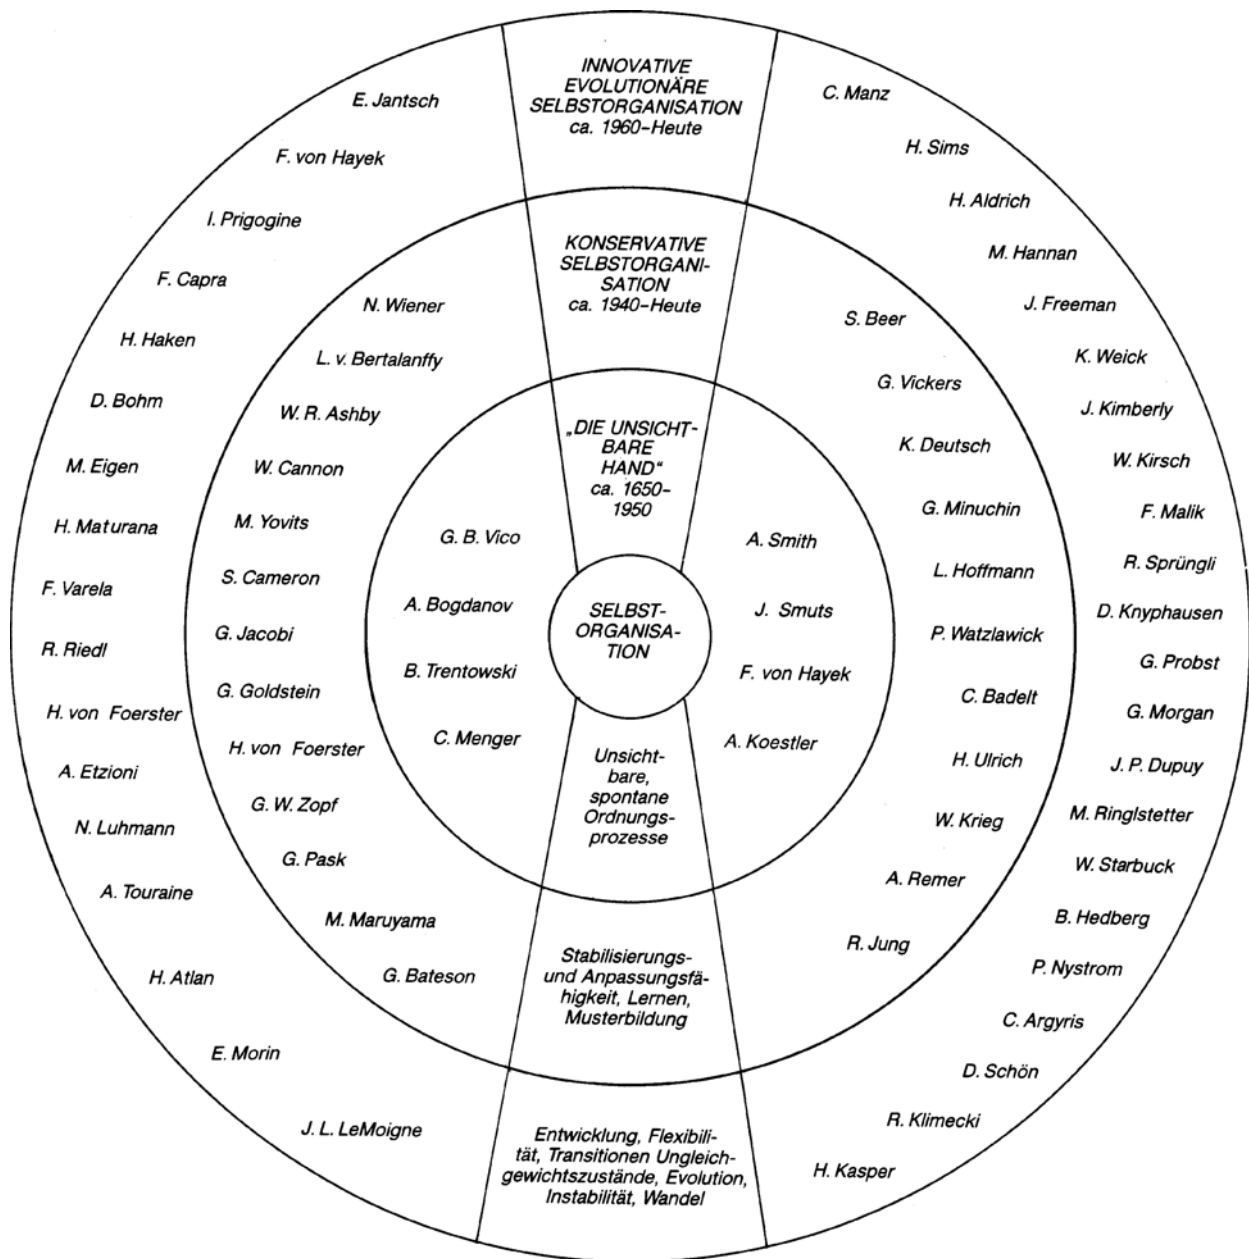 INNOVATIVE
EVOLUTIONÄRE
SELBSTORGANISATION
ca. 1960–Heute
KONSERVATIVE
SELBSTORGANI-
SATION
ca. 1940–Heute
„DIE UNSICHT-
BARE
HAND“
ca. 1650–
1950
SELBST-
ORGANISA-
TION
Unsicht-
bare,
spontane
Ordnungs-
prozesse
Stabilisierungs-
und Anpassungsfä-
higkeit, Lernen,
Musterbildung
Entwicklung, Flexibili-
tät, Transitionen Ungleich-
gewichtszustände, Evolution,
Instabilität, Wandel
E. Jantsch
F. von Hayek
I. Prigogine
F. Capra
H. Haken
D. Bohm
M. Eigen
H. Maturana
F. Varela
R. Riedl
H. von Foerster
A. Etzioni
N. Luhmann
A. Touraine
H. Atlan
E. Morin
J. L. LeMoigne
N. Wiener
L. v. Bertalanffy
W. R. Ashby
W. Cannon
M. Yovits
S. Cameron
G. Jacobi
G. Goldstein
H. von Foerster
G. W. Zopf
G. Pask
M. Maruyama
G. Bateson
G. B. Vico
A. Bogdanov
B. Trentowski
C. Menger
A. Smith
J. Smuts
F. von Hayek
A. Koestler
S. Beer
G. Vickers
K. Deutsch
G. Minuchin
L. Hoffmann
P. Watzlawick
C. Badelt
H. Ulrich
W. Krieg
A. Remer
R. Jung
C. Manz
H. Sims
H. Aldrich
M. Hannan
J. Freeman
K. Weick
J. Kimberly
W. Kirsch
F. Malik
R. Sprüngli
D. Knyphausen
G. Probst
G. Morgan
J. P. Dupuy
M. Ringlstetter
W. Starbuck
B. Hedberg
P. Nystrom
C. Argyris
D. Schön
R. Klimecki
H. Kasper